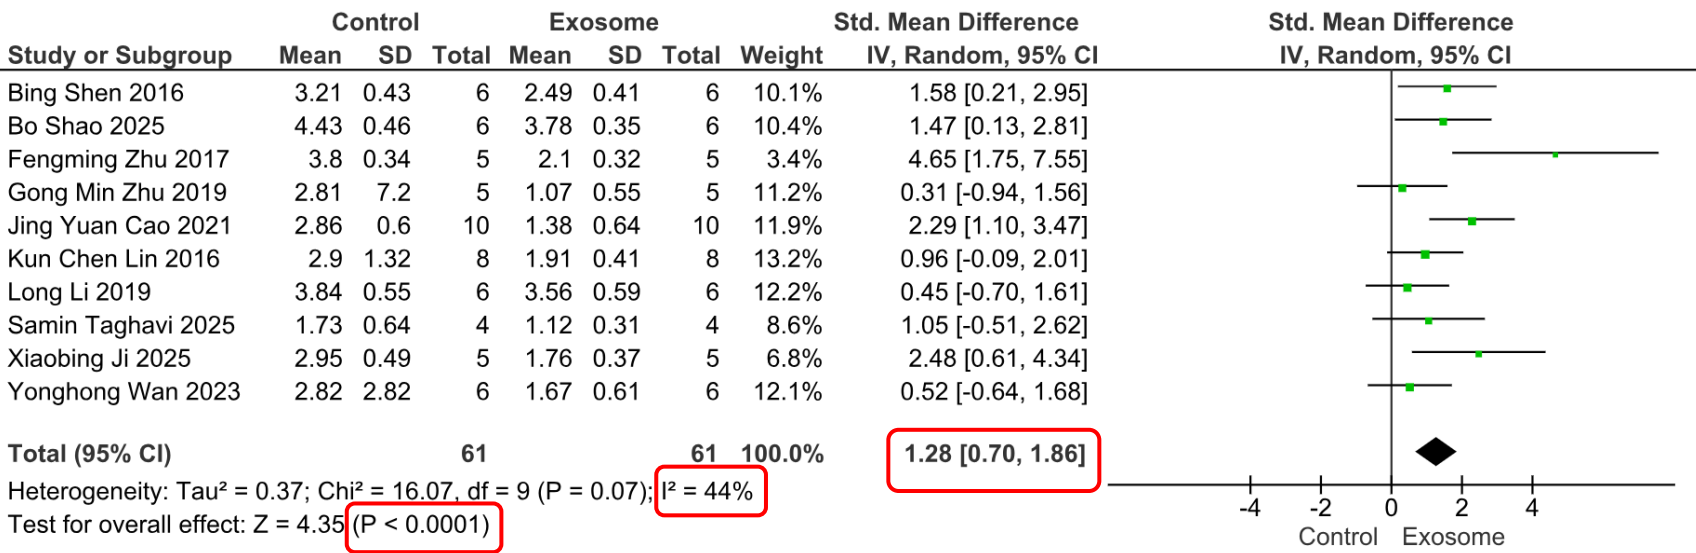 Control Exosome Std. Mean Difference Std. Mean Difference
Study or Subgroup Mean SD Total Mean SD Total Weight IV, Random, 95% CI IV, Random, 95% CI
Bing Shen 2016 3.21 0.43 6 2.49 0.41 6 10.1% 1.58 [0.21, 2.95]
Bo Shao 2025 4.43 0.46 6 3.78 0.35 6 10.4% 1.47 [0.13, 2.81]
Fengming Zhu 2017 3.8 0.34 5 2.1 0.32 5 3.4% 4.65 [1.75, 7.55]
Gong Min Zhu 2019 2.81 7.2 5 1.07 0.55 5 11.2% 0.31 [-0.94, 1.56]
Jing Yuan Cao 2021 2.86 0.6 10 1.38 0.64 10 11.9% 2.29 [1.10, 3.47]
Kun Chen Lin 2016 2.9 1.32 8 1.91 0.41 8 13.2% 0.96 [-0.09, 2.01]
Long Li 2019 3.84 0.55 6 3.56 0.59 6 12.2% 0.45 [-0.70, 1.61]
Samin Taghavi 2025 1.73 0.64 4 1.12 0.31 4 8.6% 1.05 [-0.51, 2.62]
Xiaobing Ji 2025 2.95 0.49 5 1.76 0.37 5 6.8% 2.48 [0.61, 4.34]
Yonghong Wan 2023 2.82 2.82 6 1.67 0.61 6 12.1% 0.52 [-0.64, 1.68]
Total (95% CI) 61 61 100.0% 1.28 [0.70, 1.86]
Heterogeneity: Tau² = 0.37; Chi² = 16.07, df = 9 (P = 0.07); I² = 44%
Test for overall effect: Z = 4.35 (P < 0.0001)
-4 -2 0 2 4
Control Exosome